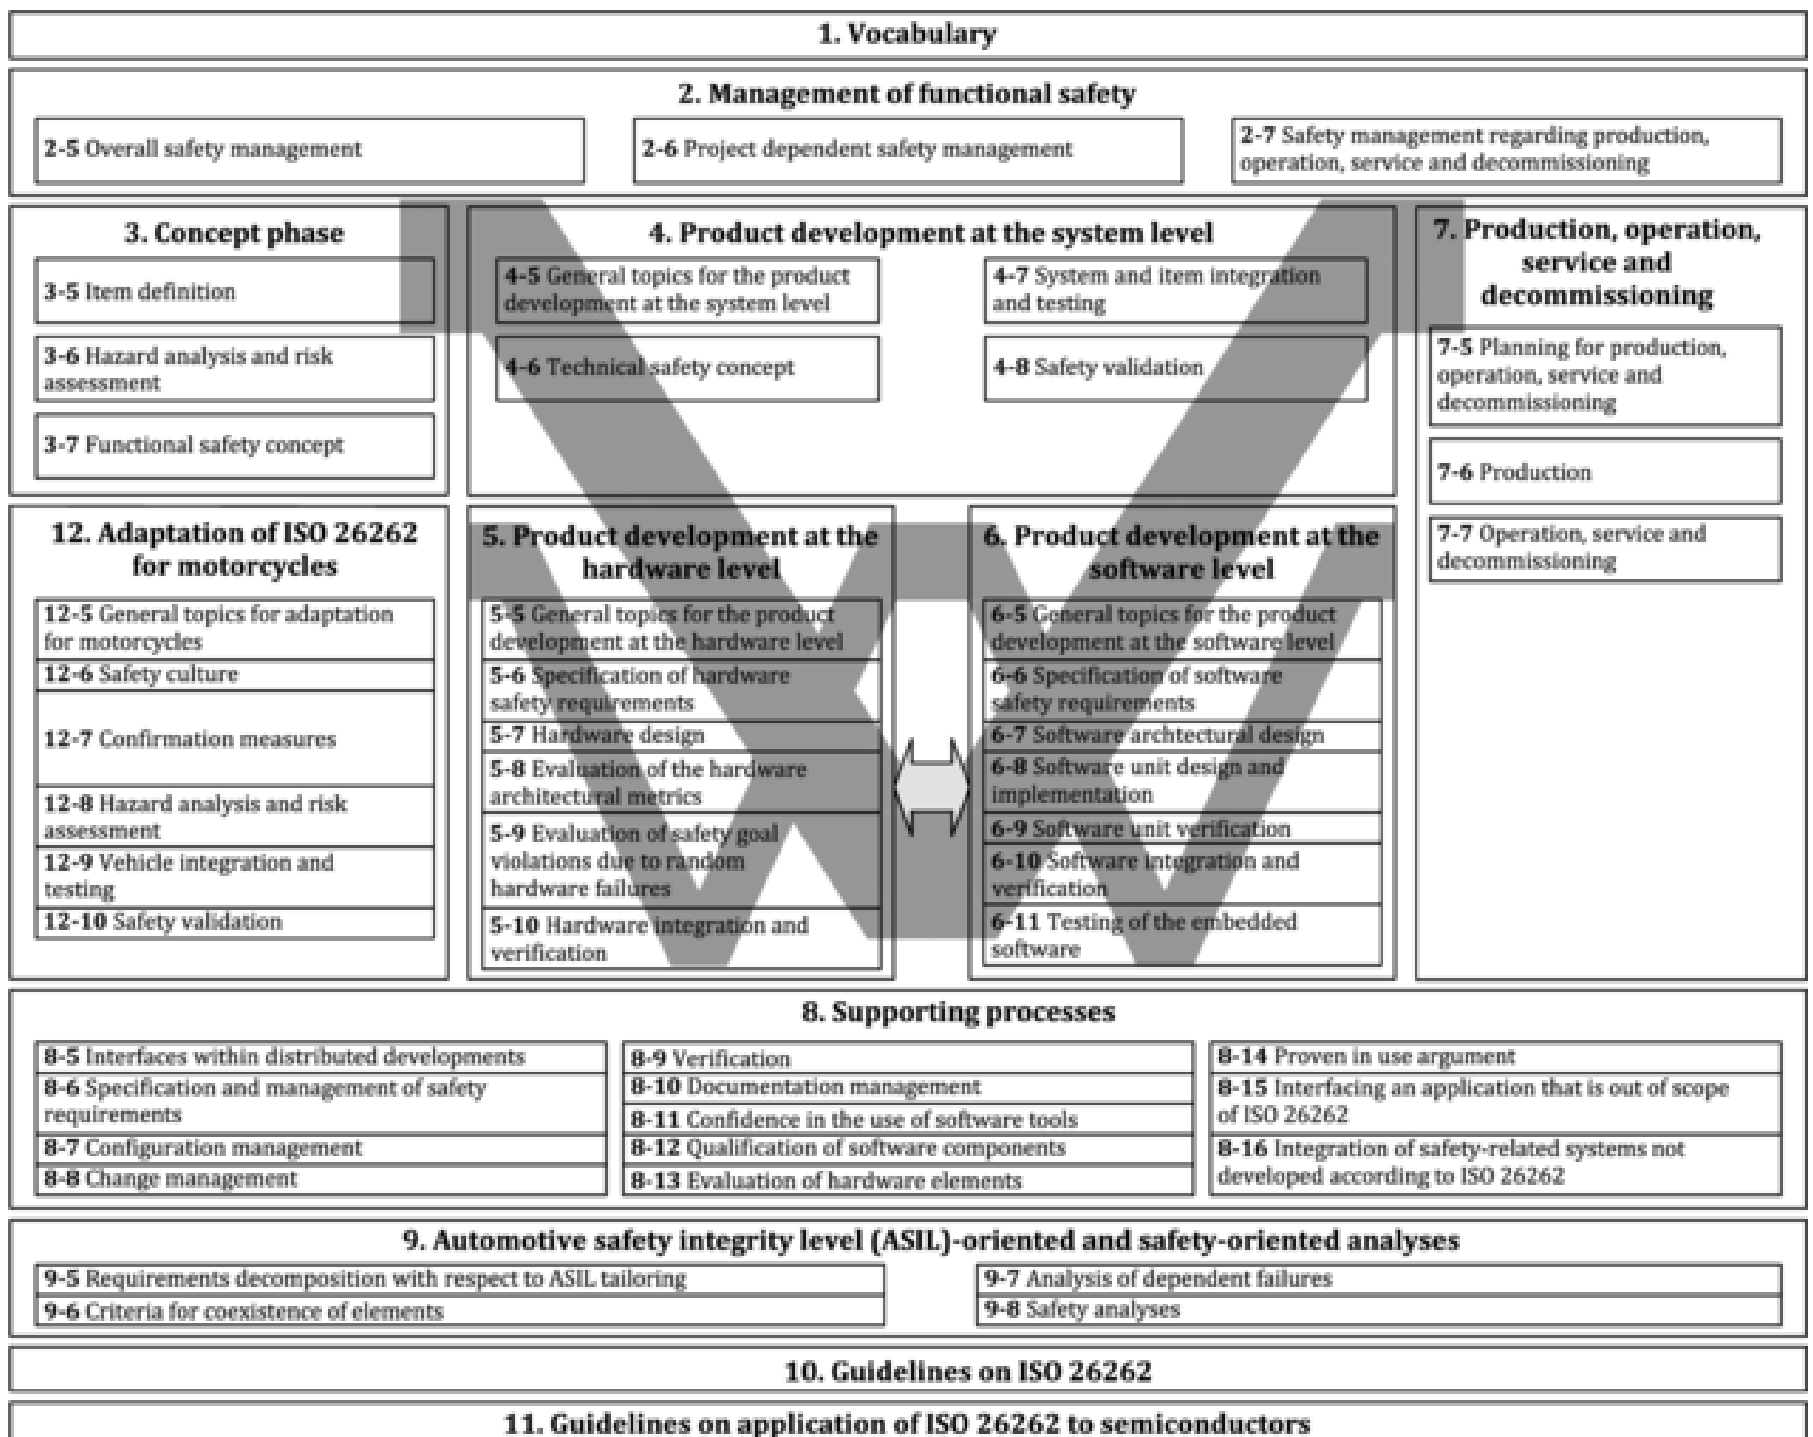 1. Vocabulary
2. Management of functional safety
2-5 Overall safety management
2-6 Project dependent safety management
2-7 Safety management regarding production,
operation, service and decommissioning
3. Concept phase
3-5 Item definition
3-6 Hazard analysis and risk
assessment
3-7 Functional safety concept
4. Product development at the system level
4-5 General topics for the product
development at the system level
4-6 Technical safety concept
4-7 System and item integration
and testing
4-8 Safety validation
7. Production, operation,
service and
decommissioning
7-5 Planning for production,
operation, service and
decommissioning
7-6 Production
7-7 Operation, service and
decommissioning
12. Adaptation of ISO 26262
for motorcycles
12-5 General topics for adaptation
for motorcycles
12-6 Safety culture
12-7 Confirmation measures
12-8 Hazard analysis and risk
assessment
12-9 Vehicle integration and
testing
12-10 Safety validation
5. Product development at the
hardware level
5-5 General topics for the product
development at the hardware level
5-6 Specification of hardware
safety requirements
5-7 Hardware design
5-8 Evaluation of the hardware
architectural metrics
5-9 Evaluation of safety goal
violations due to random
hardware failures
5-10 Hardware integration and
verification
6. Product development at the
software level
6-5 General topics for the product
development at the software level
6-6 Specification of software
safety requirements
6-7 Software archtectural design
6-8 Software unit design and
implementation
6-9 Software unit verification
6-10 Software integration and
verification
6-11 Testing of the embedded
software
8. Supporting processes
8-5 Interfaces within distributed developments
8-6 Specification and management of safety
requirements
8-7 Configuration management
8-8 Change management
8-9 Verification
8-10 Documentation management
8-11 Confidence in the use of software tools
8-12 Qualification of software components
8-13 Evaluation of hardware elements
8-14 Proven in use argument
8-15 Interfacing an application that is out of scope
of ISO 26262
8-16 Integration of safety-related systems not
developed according to ISO 26262
9. Automotive safety integrity level (ASIL)-oriented and safety-oriented analyses
9-5 Requirements decomposition with respect to ASIL tailoring
9-6 Criteria for coexistence of elements
9-7 Analysis of dependent failures
9-8 Safety analyses
10. Guidelines on ISO 26262
11. Guidelines on application of ISO 26262 to semiconductors